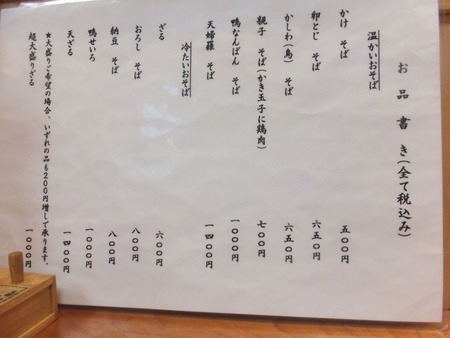 お品書き(全て税込み)
温かいおそば
かけ そば 五〇〇円
卵とじ そば 六五〇円
かしわ(鳥) そば 六五〇円
親子 そば(かき玉子に鶏肉) 七〇〇円
鴨なんばん そば 一〇〇〇円
天婦羅 そば 一四〇〇円
冷たいおそば
ざる 六〇〇円
おろし そば 八〇〇円
納豆 そば 八〇〇円
鴨せいろ 一〇〇〇円
天ざる 一四〇〇円
★大盛りご希望の場合、いずれの品も200円増しで承ります。
超大盛りざる 一〇〇〇円